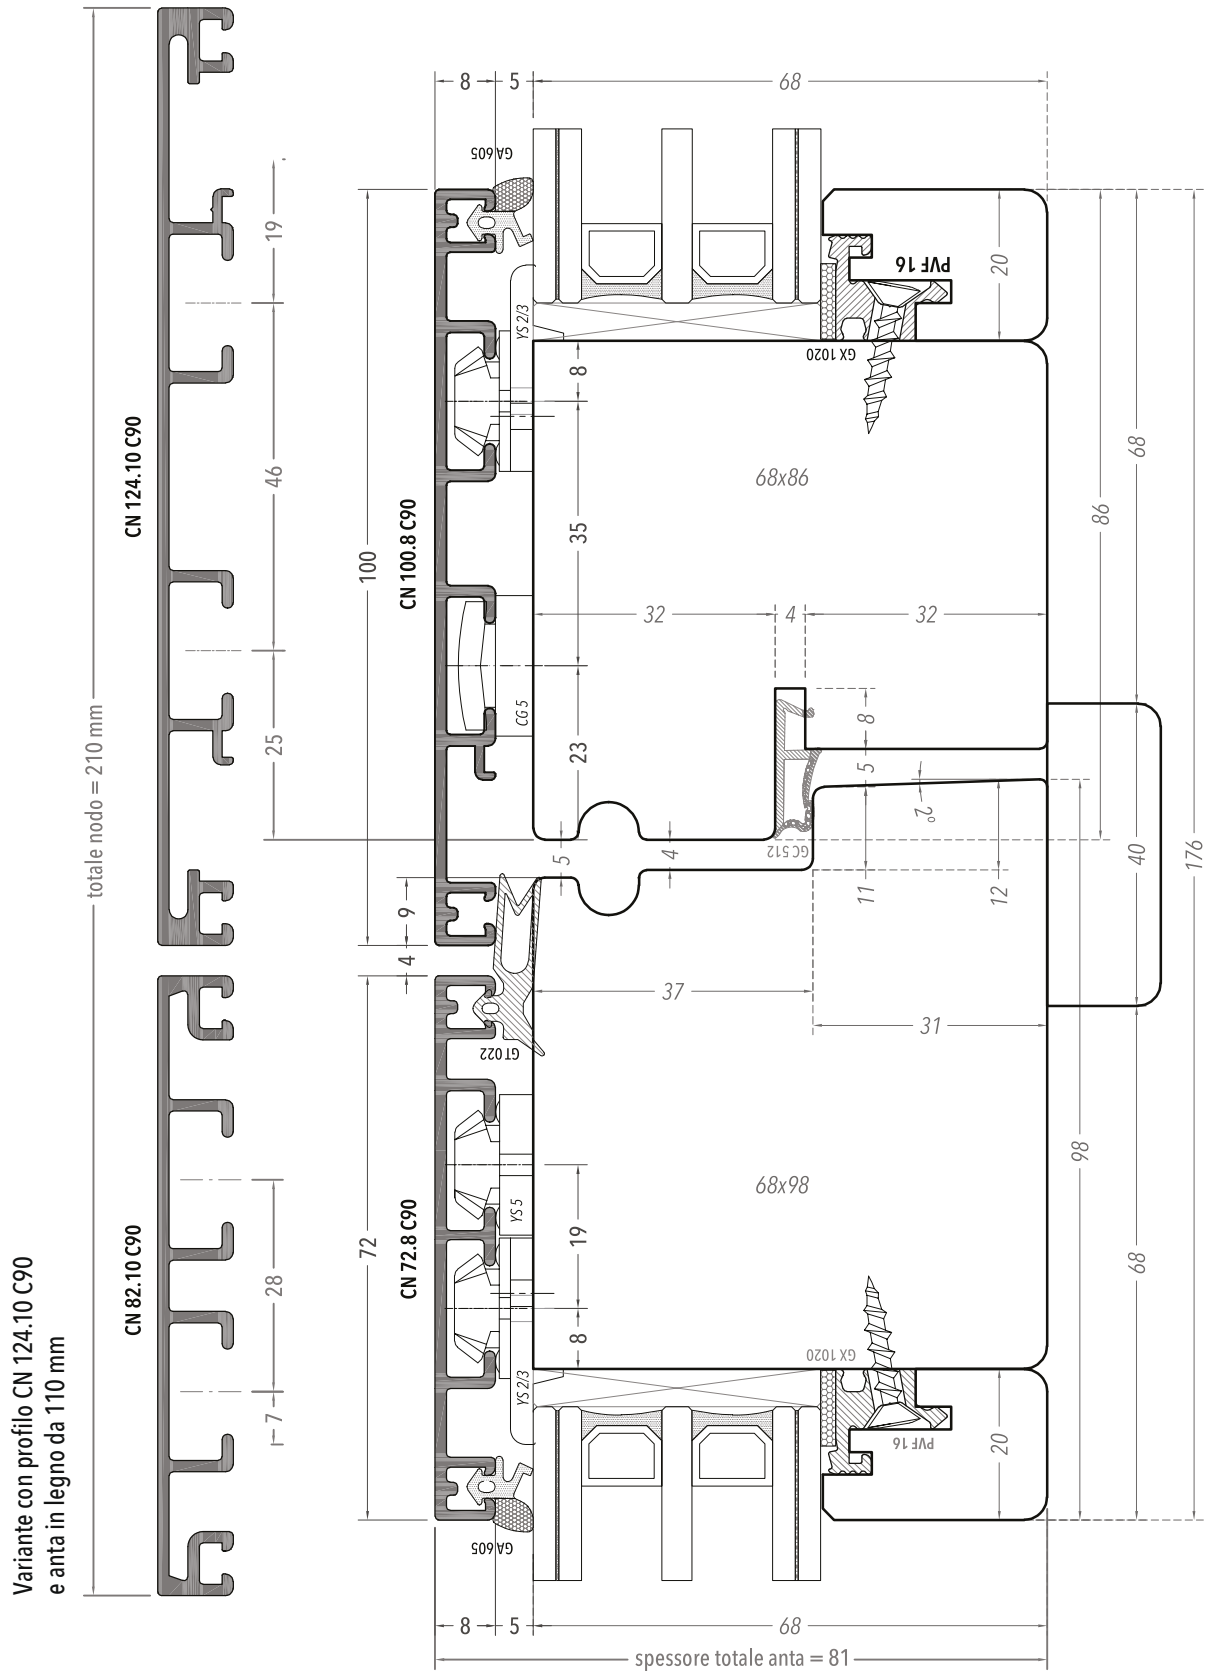 8
5
68
GA 605
19
YS 2/3
PVF 16
20
GX 1020
8
CN 124.10 C90
46
68x86
68
86
35
100
CN 100.8 C90
32
4
32
CG 5
8
totale nodo = 210 mm
25
23
5
2°
5
4
GC 512
40
176
11
12
9
4
37
31
GT 022
98
68x98
YS 5
19
72
CN 72.8 C90
CN 82.10 C90
28
68
8
GX 1020
YS 2/3
7
PVF 16
20
Variante con profilo CN 124.10 C90
e anta in legno da 110 mm
GA 605
8
5
68
spessore totale anta = 81